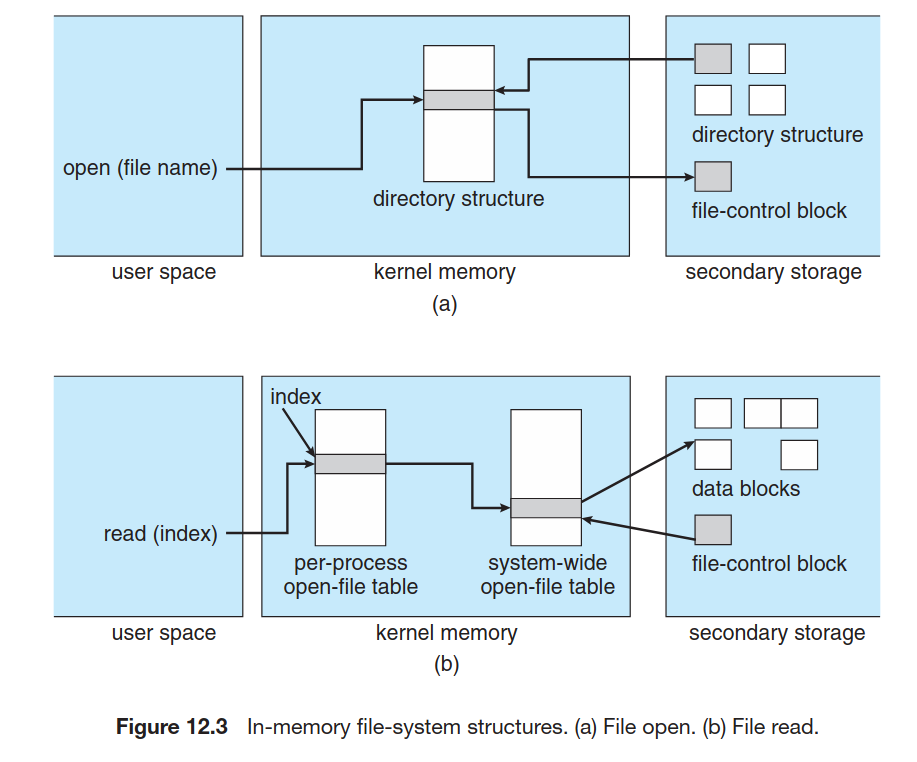 directory structure
open (file name)
directory structure
file-control block
user space
kernel memory
secondary storage
(a)
index
data blocks
read (index)
per-process
open-file table
system-wide
open-file table
file-control block
user space
kernel memory
secondary storage
(b)
Figure 12.3 In-memory file-system structures. (a) File open. (b) File read.